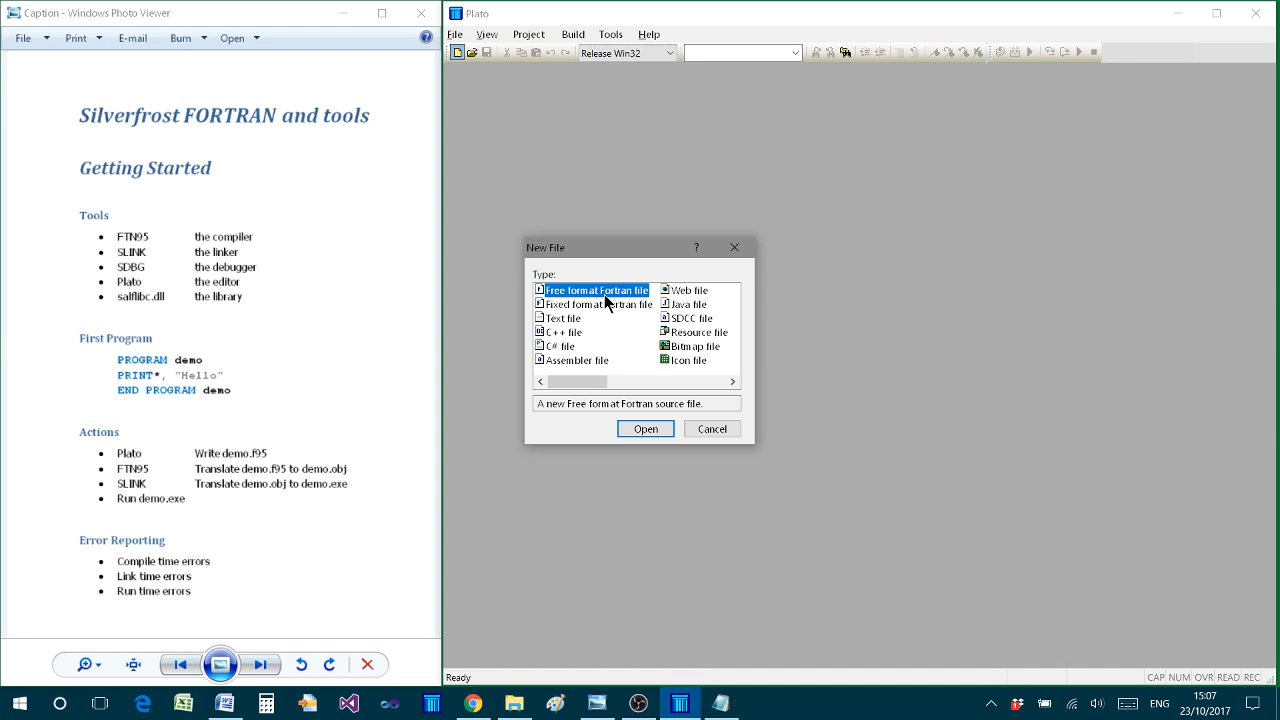 Caption - Windows Photo Viewer
File Print E-mail Burn Open
Silverfrost FORTRAN and tools
Getting Started
Tools
• FTN95 the compiler
• SLINK the linker
• SDBG the debugger
• Plato the editor
• salflibc.dll the library
First Program
PROGRAM demo
PRINT*, "Hello"
END PROGRAM demo
Actions
• Plato Write demo.f95
• FTN95 Translate demo.f95 to demo.obj
• SLINK Translate demo.obj to demo.exe
• Run demo.exe
Error Reporting
• Compile time errors
• Link time errors
• Run time errors
Plato
File View Project Build Tools Help
Release Win32
New File
Type:
Free format Fortran file Web file
Fixed format Fortran file Java file
Text file SDCC file
C++ file Resource file
C# file Bitmap file
Assembler file Icon file
A new Free format Fortran source file.
Open Cancel
Ready CAP NUM OVR READ REC
ENG 15:07
23/10/2017